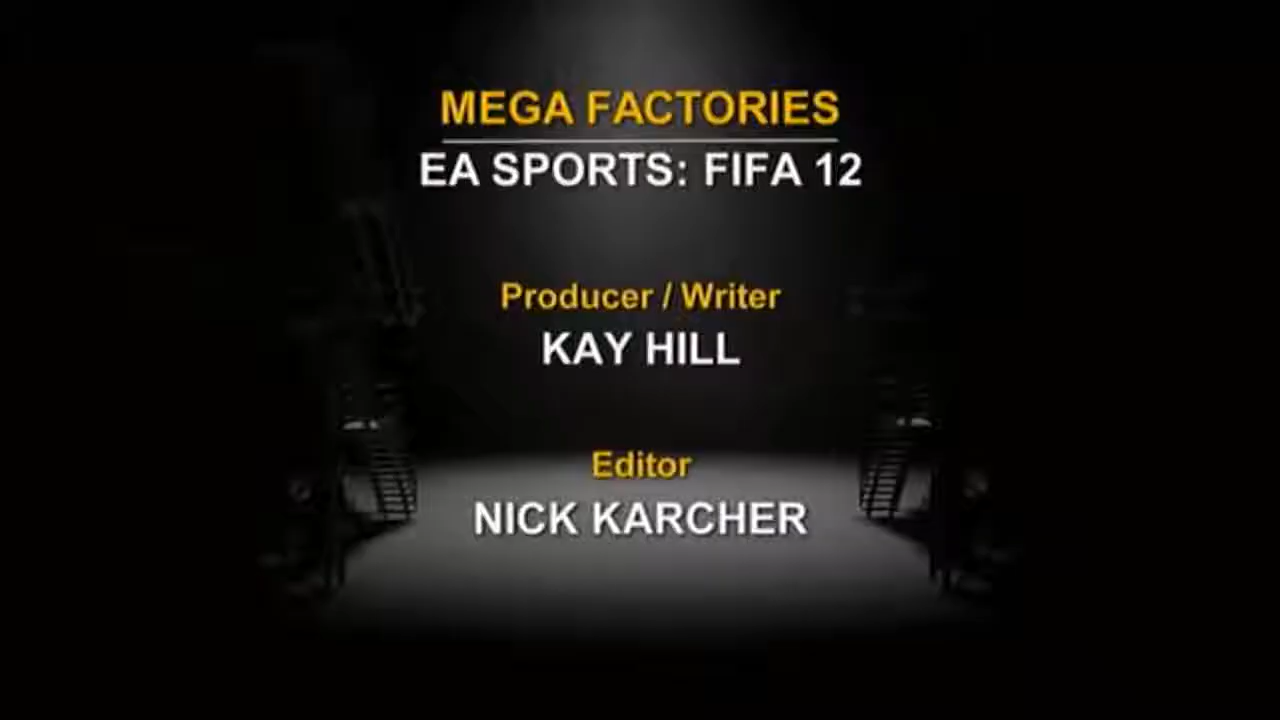 MEGA FACTORIES
EA SPORTS: FIFA 12
Producer / Writer
KAY HILL
Editor
NICK KARCHER